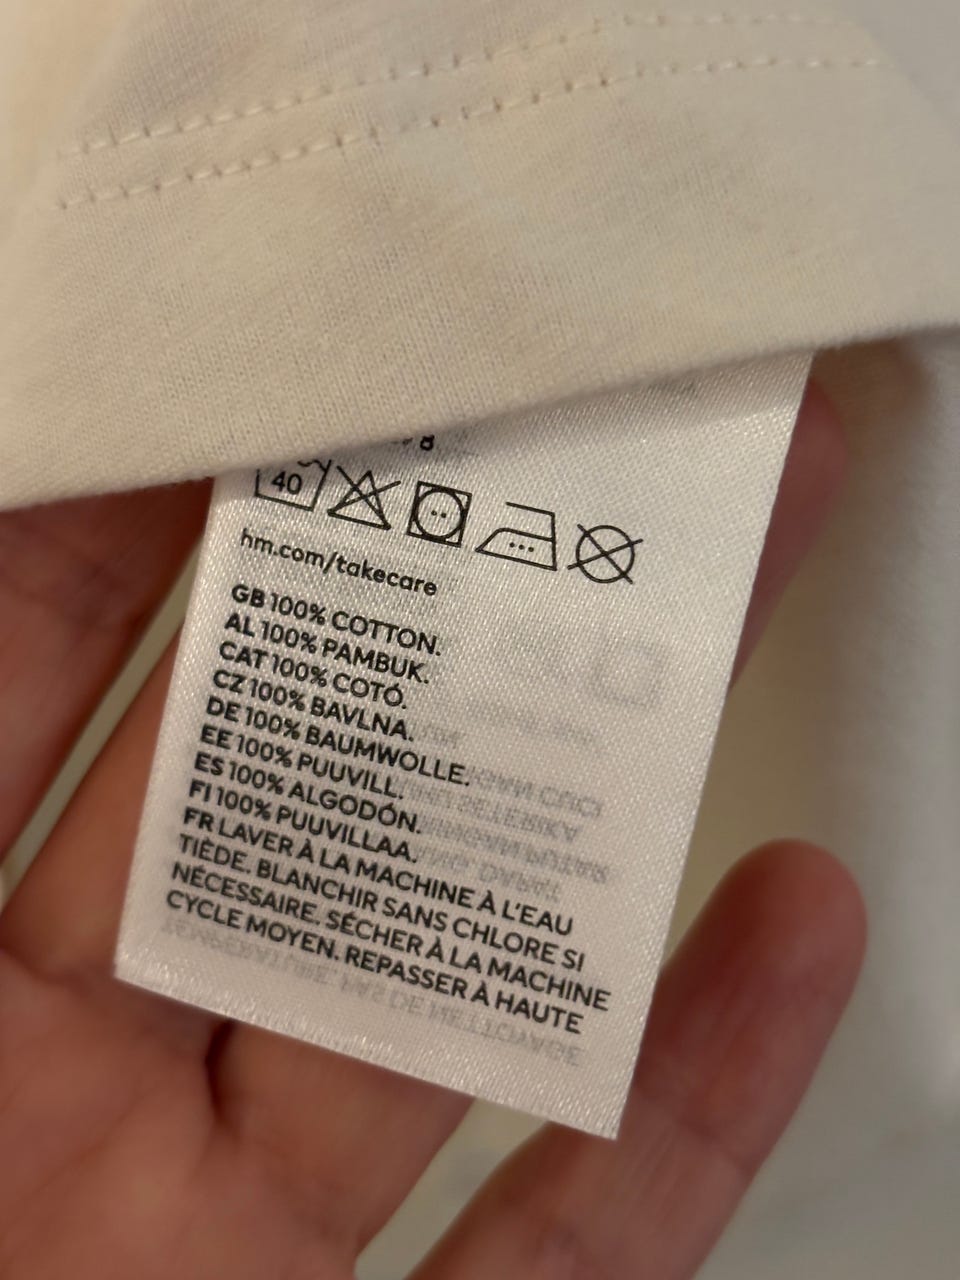 8
40
hm.com/takecare
GB 100% COTTON.
AL 100% PAMBUK.
CAT 100% COTÓ.
CZ 100% BAVLNA.
DE 100% BAUMWOLLE.
EE 100% PUUVILL.
ES 100% ALGODÓN.
FI 100% PUUVILLAA.
FR LAVER À LA MACHINE À L'EAU
TIÈDE. BLANCHIR SANS CHLORE SI
NÉCESSAIRE. SÉCHER À LA MACHINE
CYCLE MOYEN. REPASSER À HAUTE